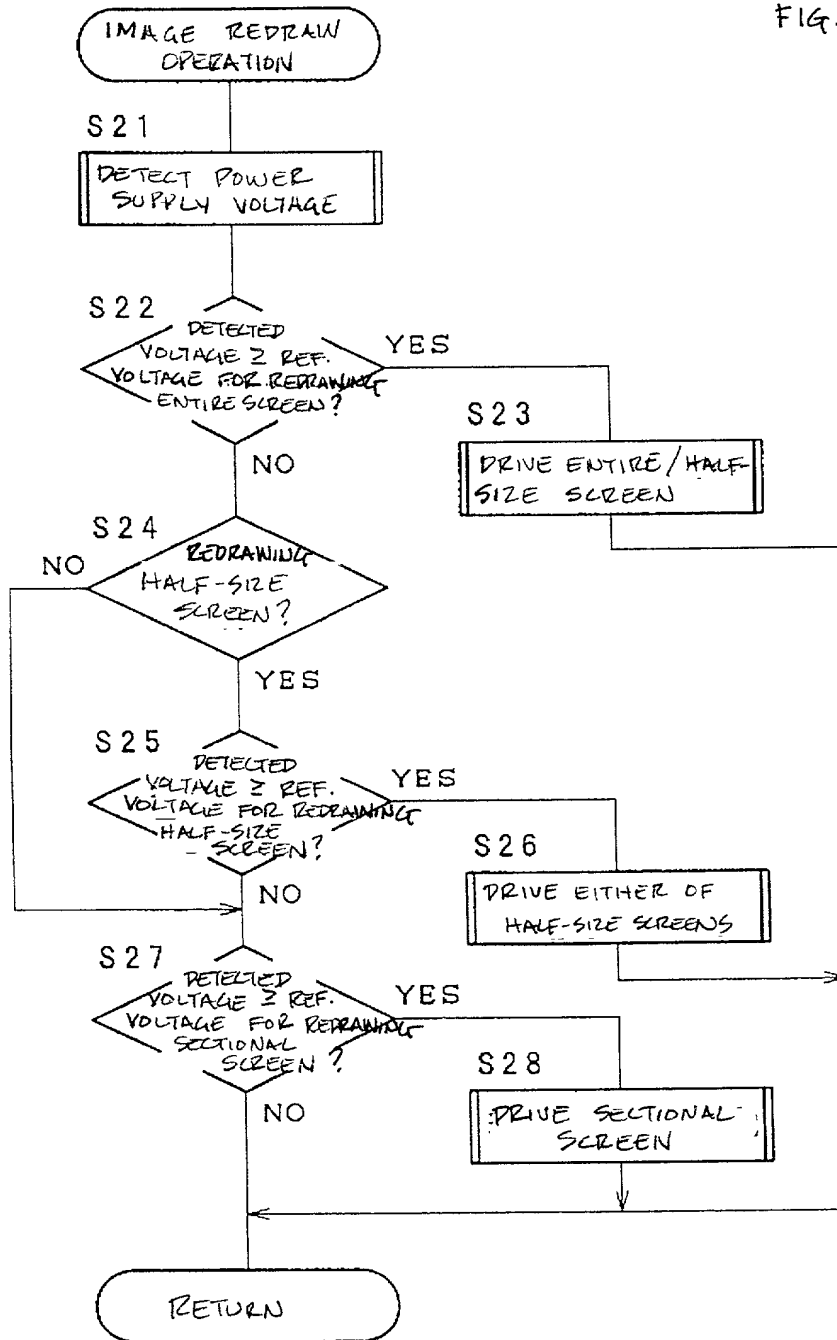 FIG.
IMAGE REDRAIN
OPERATION
S21
DETECT POWER
SUPPLY VOLTAGE
S22
DETECTED
VOLTAGE ≥ REF.
VOLTAGE FOR REDRAWING
ENTIRE SCREEN?
YES
NO
S23
DRIVE ENTIRE/HALF-
SIZE SCREEN
S24
REDRAWING
HALF-SIZE
SCREEN?
NO
YES
S25
DETECTED
VOLTAGE ≥ REF.
VOLTAGE FOR REDRAINING
HALF-SIZE
SCREEN?
YES
NO
S26
DRIVE EITHER OF
HALF-SIZE SCREENS
S27
DETECTED
VOLTAGE ≥ REF.
VOLTAGE FOR REDRAWING
SECTIONAL
SCREEN?
YES
NO
S28
DRIVE SECTIONAL
SCREEN
RETURN